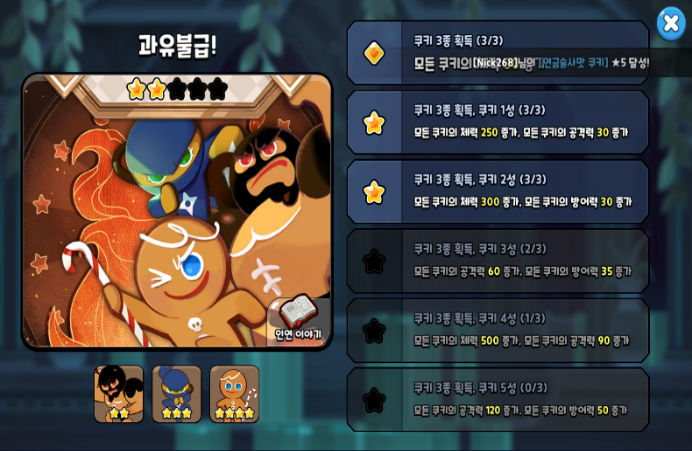 과유불급!
인연 이야기
쿠키 3종 획득 (3/3)
모든 쿠키의
[Nick268]님의 [연금술사맛 쿠키] ★5 달성!
쿠키 3종 획득, 쿠키 1성 (3/3)
모든 쿠키의 체력 250 증가, 모든 쿠키의 공격력 30 증가
쿠키 3종 획득, 쿠키 2성 (3/3)
모든 쿠키의 체력 300 증가, 모든 쿠키의 방어력 30 증가
쿠키 3종 획득, 쿠키 3성 (2/3)
모든 쿠키의 공격력 60 증가, 모든 쿠키의 방어력 35 증가
쿠키 3종 획득, 쿠키 4성 (1/3)
모든 쿠키의 체력 500 증가, 모든 쿠키의 공격력 90 증가
쿠키 3종 획득, 쿠키 5성 (0/3)
모든 쿠키의 공격력 120 증가, 모든 쿠키의 방어력 50 증가